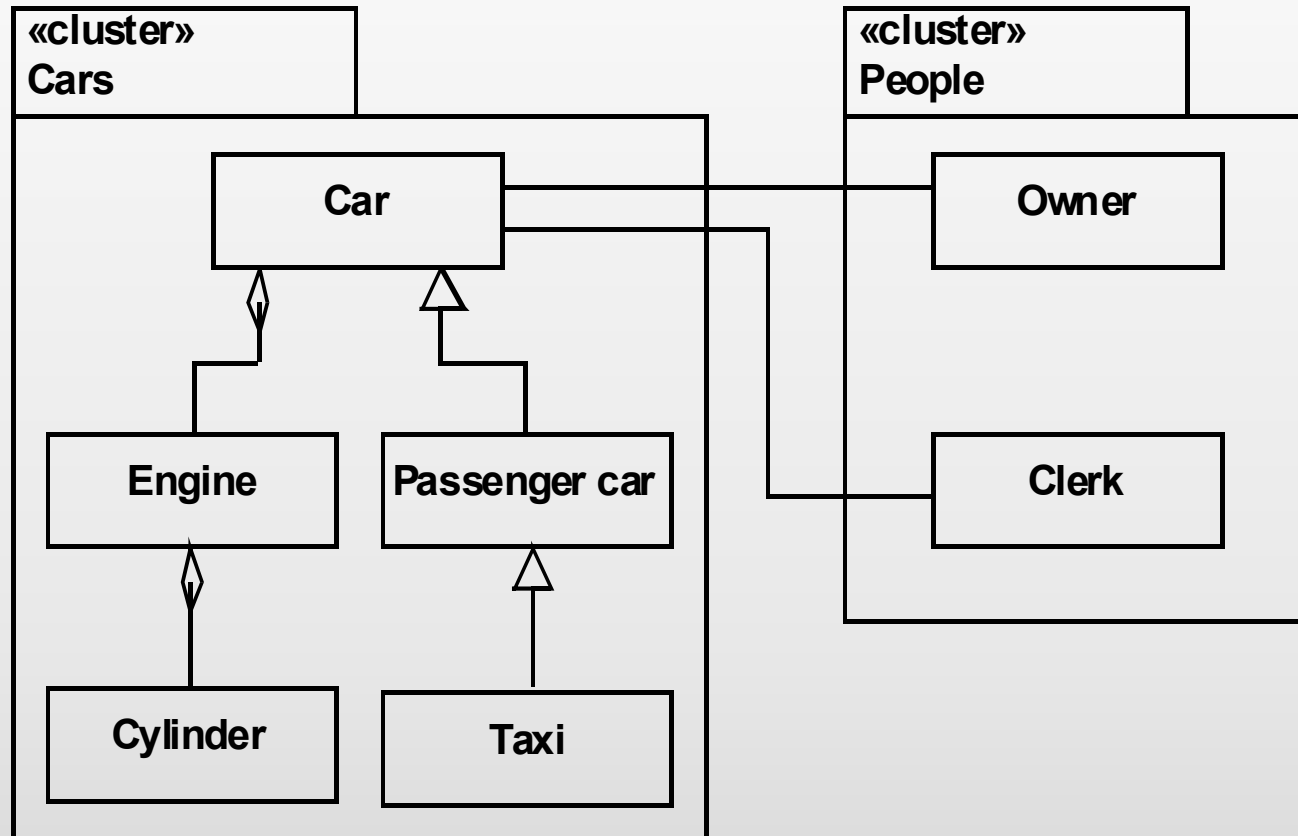 «cluster»
Cars
«cluster»
People
Car
Owner
Engine
Passenger car
Clerk
Cylinder
Taxi